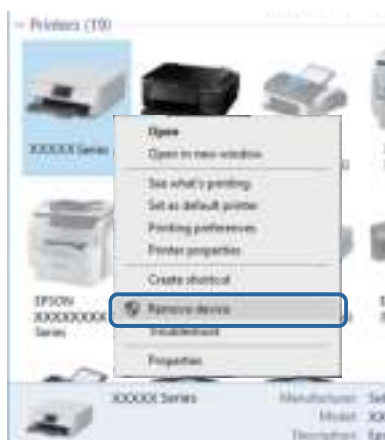 Printers (19)
XXXXX Series
Open
Open in new window
See what's printing
Set as default printer
Printing preferences
Printer properties
Create shortcut
Remove device
Troubleshoot
Properties
EPSON
XXXXXXXXX
Series
XXXXX Series
Manufacturer:
Model:
Description: